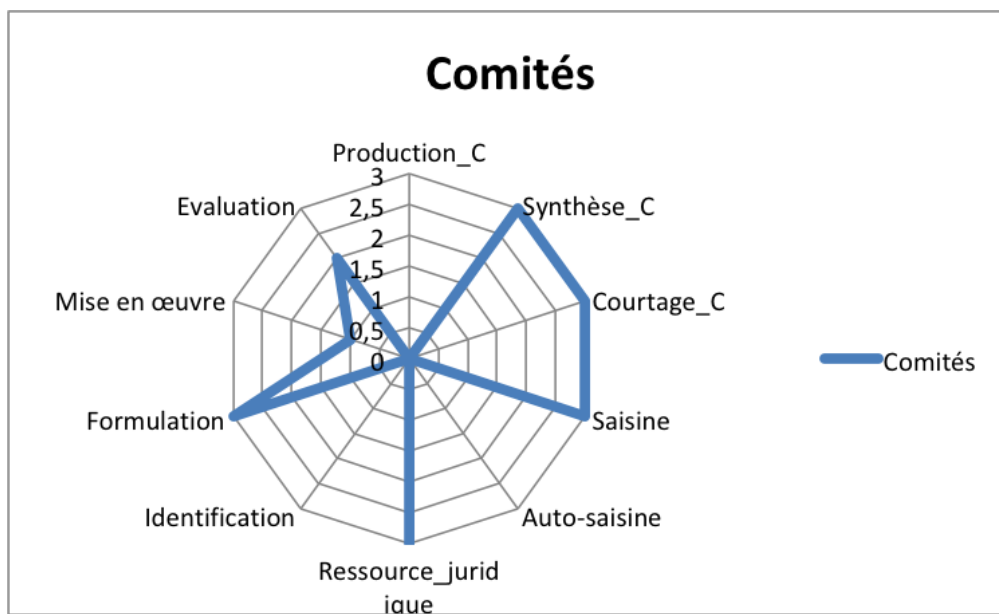 Comités
Production_C
3
2,5
2
1,5
1
0,5
0
Synthèse_C
Courtage_C
Saisine
Auto-saisine
Ressource_jurid
ique
Identification
Formulation
Mise en œuvre
Evaluation
Comités